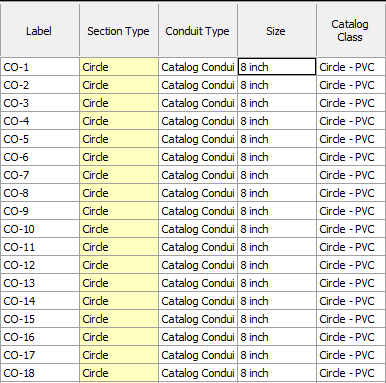 Label Section Type Conduit Type Size Catalog Class
CO-1 Circle Catalog Condui 8 inch Circle - PVC
CO-2 Circle Catalog Condui 8 inch Circle - PVC
CO-3 Circle Catalog Condui 8 inch Circle - PVC
CO-4 Circle Catalog Condui 8 inch Circle - PVC
CO-5 Circle Catalog Condui 8 inch Circle - PVC
CO-6 Circle Catalog Condui 8 inch Circle - PVC
CO-7 Circle Catalog Condui 8 inch Circle - PVC
CO-8 Circle Catalog Condui 8 inch Circle - PVC
CO-9 Circle Catalog Condui 8 inch Circle - PVC
CO-10 Circle Catalog Condui 8 inch Circle - PVC
CO-11 Circle Catalog Condui 8 inch Circle - PVC
CO-12 Circle Catalog Condui 8 inch Circle - PVC
CO-13 Circle Catalog Condui 8 inch Circle - PVC
CO-14 Circle Catalog Condui 8 inch Circle - PVC
CO-15 Circle Catalog Condui 8 inch Circle - PVC
CO-16 Circle Catalog Condui 8 inch Circle - PVC
CO-17 Circle Catalog Condui 8 inch Circle - PVC
CO-18 Circle Catalog Condui 8 inch Circle - PVC